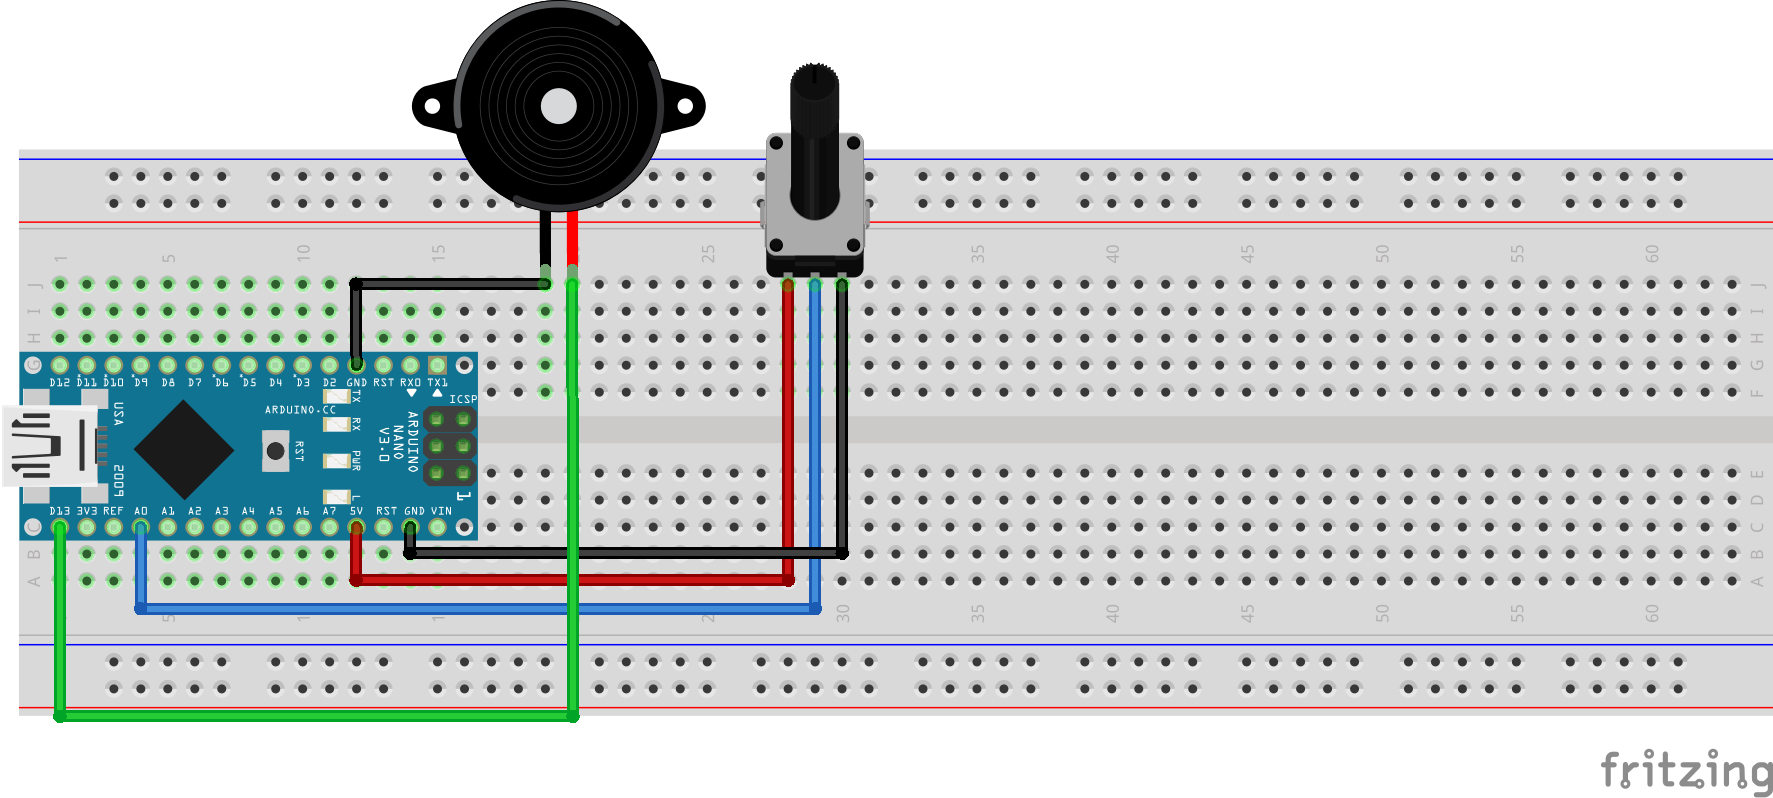 1 5 10 15 25 35 40 45 50 55 60
J J
I I
H H
G G
F F
D12 D11 D10 D9 D8 D7 D6 D5 D4 D3 D2 GND RST RX0 TX1
TX
ICSP
ARDUINO.CC
RX
USA
ARDUINO
NANO
V3.0
RST
PWR
2009
L
1
E
D
D13 3V3 REF A0 A1 A2 A3 A4 A5 A6 A7 5V RST GND VIN
C C
B B
A A
5 1 2 30 35 40 45 50 55 60
fritzing